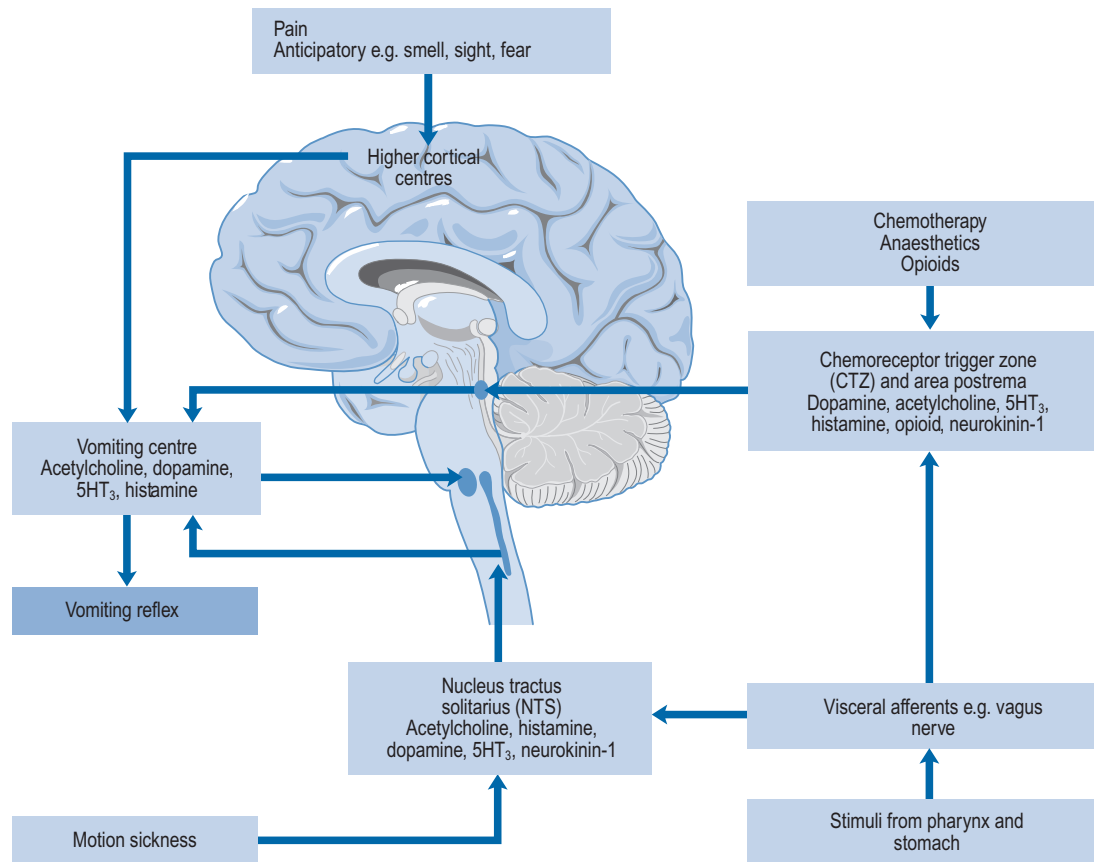 Pain
Anticipatory e.g. smell, sight, fear
Higher cortical
centres
Chemotherapy
Anaesthetics
Opioids
Chemoreceptor trigger zone
(CTZ) and area postrema
Dopamine, acetylcholine, 5HT₃,
histamine, opioid, neurokinin-1
Vomiting centre
Acetylcholine, dopamine,
5HT₃, histamine
Vomiting reflex
Nucleus tractus
solitarius (NTS)
Acetylcholine, histamine,
dopamine, 5HT₃, neurokinin-1
Visceral afferents e.g. vagus
nerve
Motion sickness
Stimuli from pharynx and
stomach